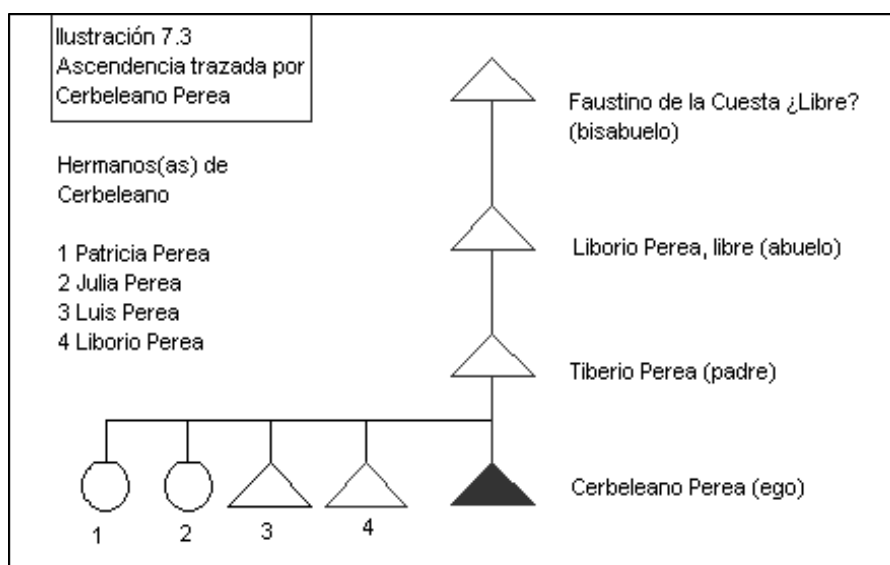 Ilustración 7.3
Ascendencia trazada por
Cerbeleano Perea
Faustino de la Cuesta ¿Libre?
(bisabuelo)
Hermanos(as) de
Cerbeleano
1 Patricia Perea
2 Julia Perea
3 Luis Perea
4 Liborio Perea
Liborio Perea, libre (abuelo)
Tiberio Perea (padre)
Cerbeleano Perea (ego)
1
2
3
4